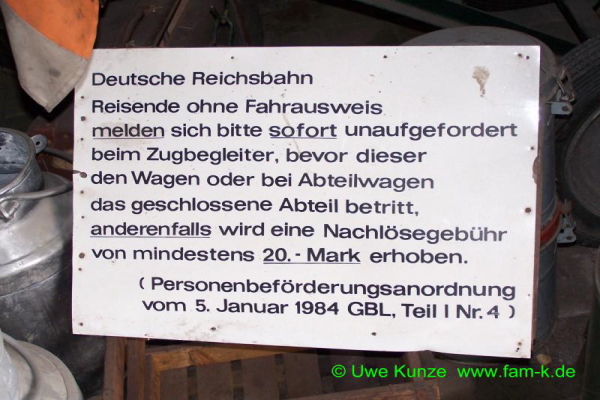 Deutsche Reichsbahn
Reisende ohne Fahrausweis
melden sich bitte sofort unaufgefordert
beim Zugbegleiter, bevor dieser
den Wagen oder bei Abteilwagen
das geschlossene Abteil betritt,
anderenfalls wird eine Nachlösegebühr
von mindestens 20.- Mark erhoben.
( Personenbeförderungsanordnung
vom 5. Januar 1984 GBL, Teil I Nr. 4 )
© Uwe Kunze www.fam-k.de